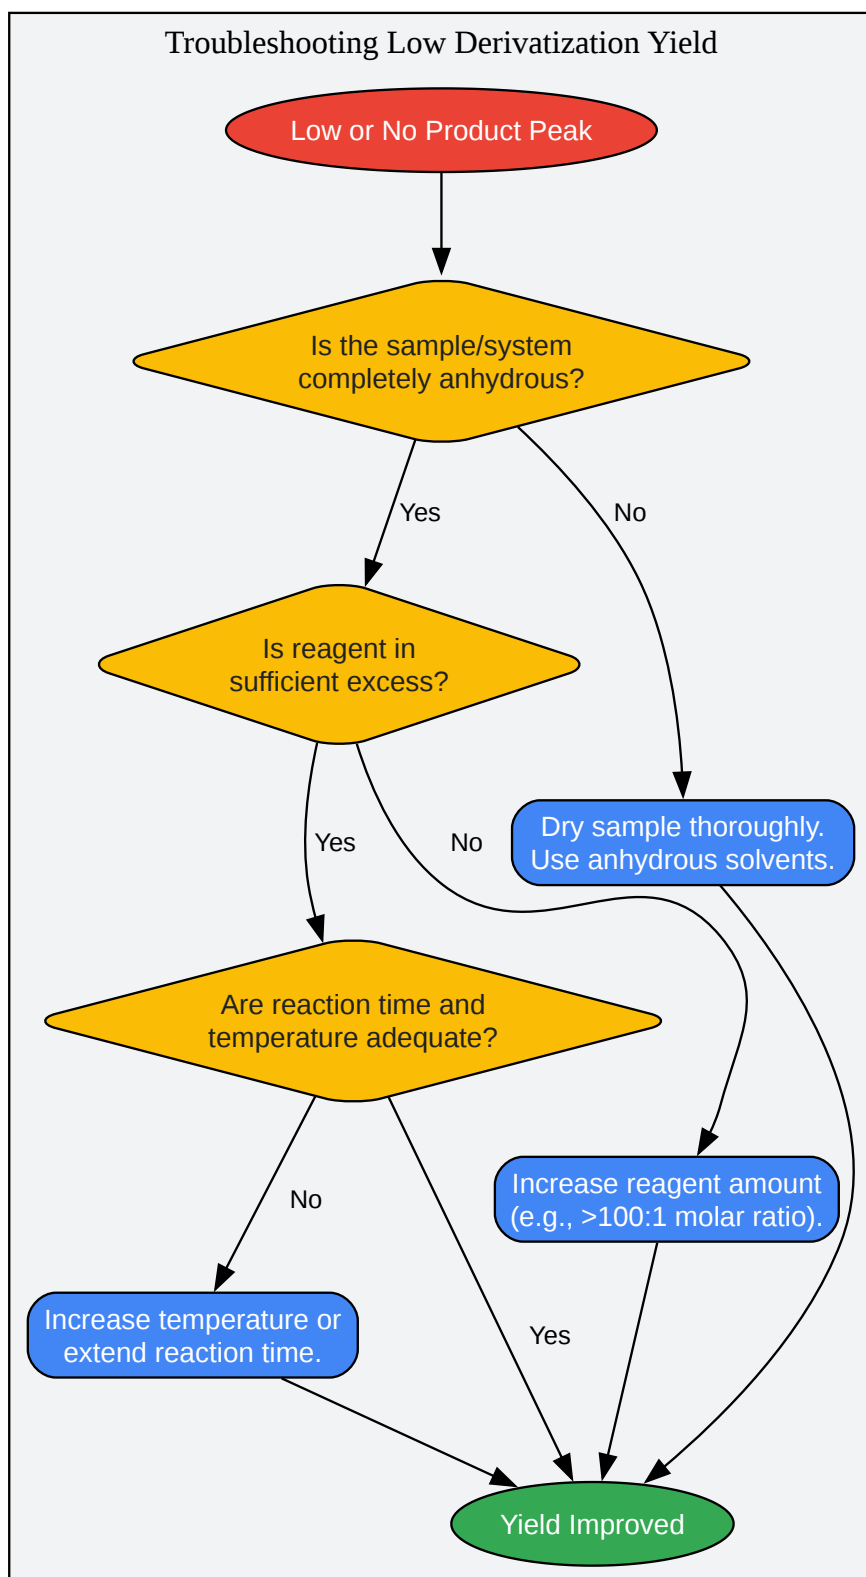 Troubleshooting Low Derivatization Yield
Low or No Product Peak
Is the sample/system
completely anhydrous?
Yes
No
Is reagent in
sufficient excess?
Dry sample thoroughly.
Use anhydrous solvents.
Yes
No
Are reaction time and
temperature adequate?
Increase reagent amount
(e.g., >100:1 molar ratio).
No
Increase temperature or
extend reaction time.
Yes
Yield Improved